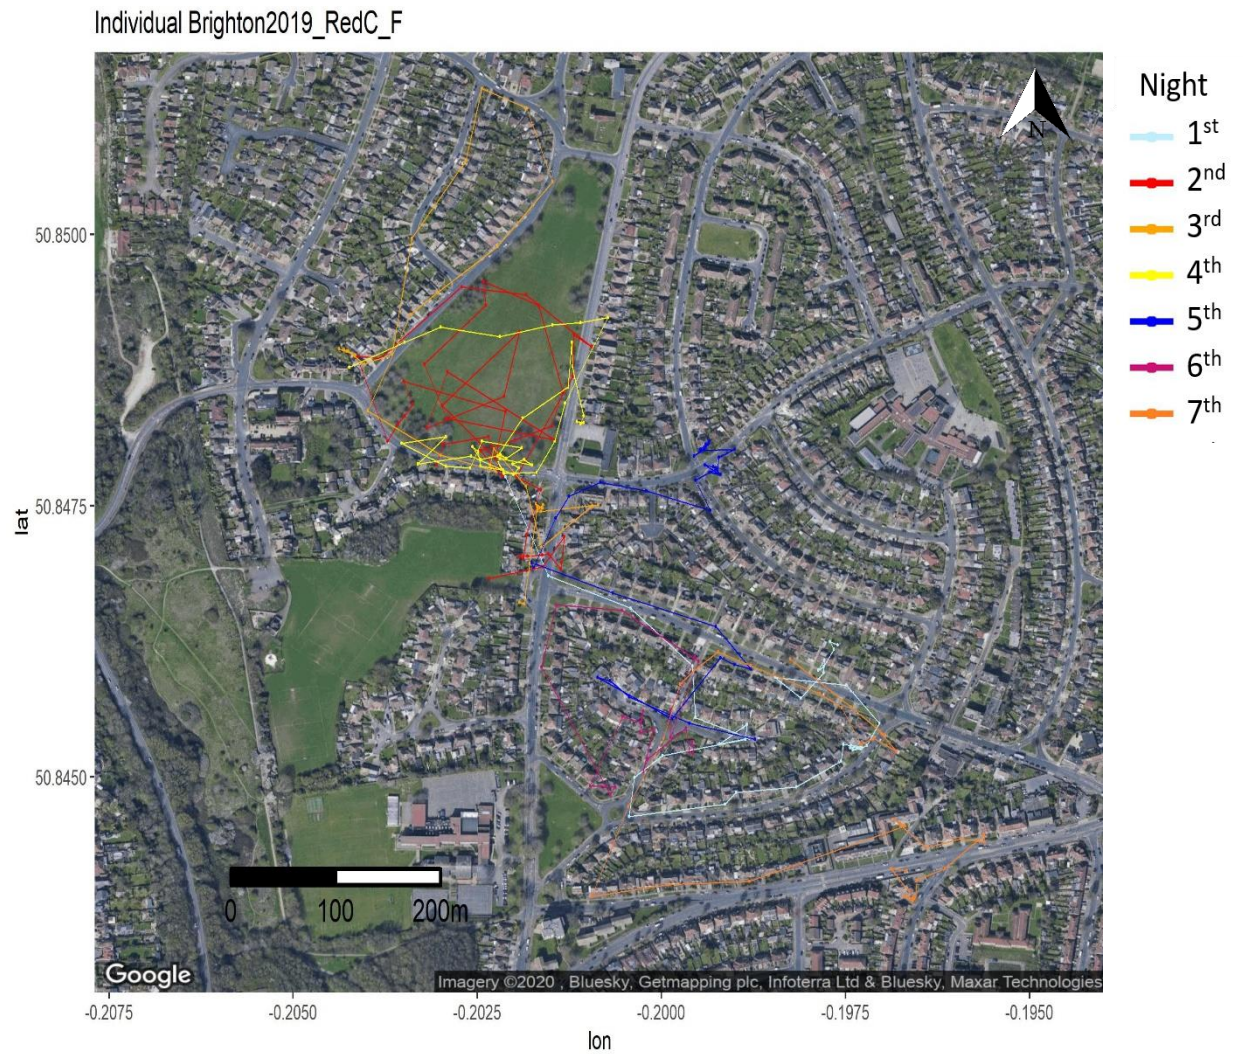 Individual Brighton2019_RedC_F
Night
1st
2nd
3rd
4th
5th
6th
7th
N
50.8500
50.8475
50.8450
lat
0 100 200m
Google
Imagery ©2020 , Bluesky, Getmapping plc, Infoterra Ltd & Bluesky, Maxar Technologies
-0.2075 -0.2050 -0.2025 -0.2000 -0.1975 -0.1950
lon